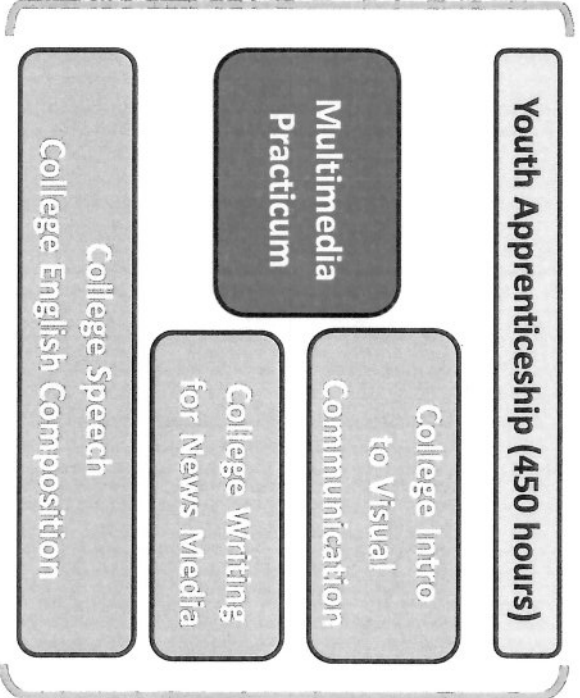 Youth Apprenticeship (450 hours)
Multimedia
Practicum
College Intro
to Visual
Communication
College Writing
for News Media
College Speech
College English Composition